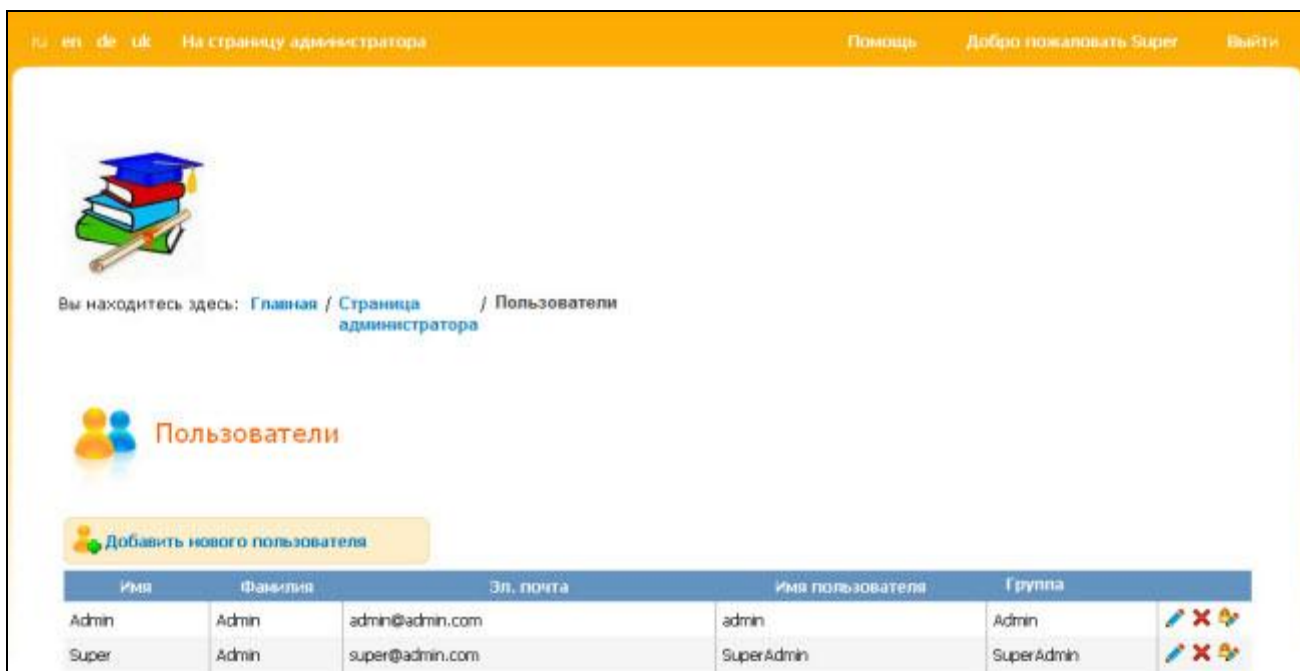 ru en de uk На страницу администратора Помощь Добро пожаловать Super Выйти
Вы находитесь здесь: Главная / Страница администратора / Пользователи
Пользователи
Добавить нового пользователя
Имя Фамилия Эл. почта Имя пользователя Группа
Admin Admin admin@admin.com admin Admin
Super Admin super@admin.com SuperAdmin SuperAdmin